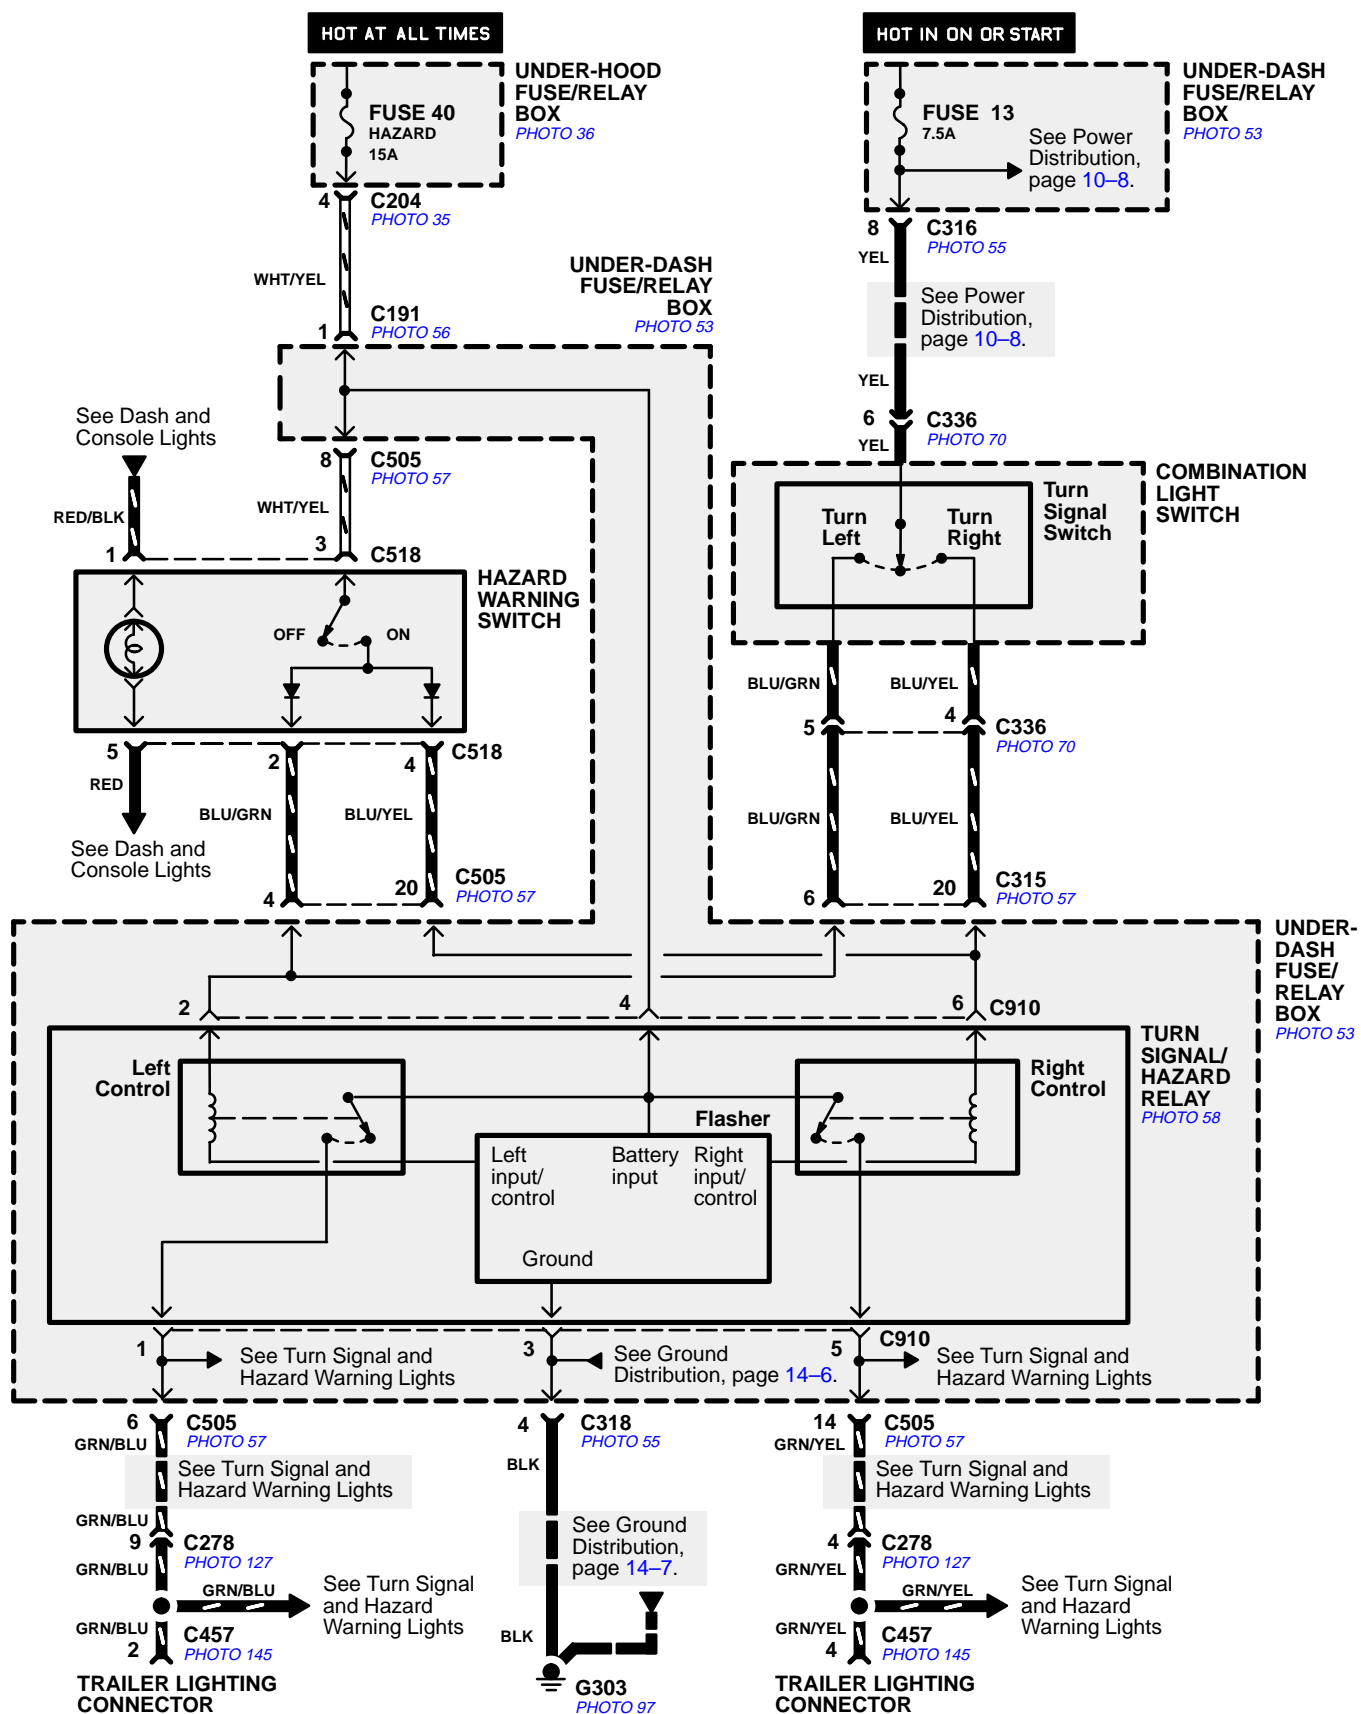 HOT AT ALL TIMES
HOT IN ON OR START
FUSE 40
HAZARD
15A
UNDER-HOOD
FUSE/RELAY
BOX
PHOTO 36
FUSE 13
7.5A
See Power
Distribution,
page 10–8.
UNDER-DASH
FUSE/RELAY
BOX
PHOTO 53
4
C204
PHOTO 35
WHT/YEL
C191
1
PHOTO 56
UNDER-DASH
FUSE/RELAY
BOX
PHOTO 53
8
C316
PHOTO 55
YEL
See Power
Distribution,
page 10–8.
YEL
6
C336
PHOTO 70
YEL
See Dash and
Console Lights
RED/BLK
1
8
C505
PHOTO 57
WHT/YEL
3
C518
HAZARD
WARNING
SWITCH
OFF
ON
COMBINATION
LIGHT
SWITCH
Turn
Signal
Switch
Turn
Left
Turn
Right
5
2
4
C518
RED
BLU/GRN
BLU/YEL
See Dash and
Console Lights
4
20
C505
PHOTO 57
BLU/GRN
BLU/YEL
5
4
C336
PHOTO 70
BLU/GRN
BLU/YEL
6
20
C315
PHOTO 57
UNDER-
DASH
FUSE/
RELAY
BOX
PHOTO 53
2
4
6
C910
Left
Control
Right
Control
TURN
SIGNAL/
HAZARD
RELAY
PHOTO 58
Flasher
Left
input/
control
Battery
input
Right
input/
control
Ground
1
3
5
C910
See Turn Signal and
Hazard Warning Lights
See Ground
Distribution, page 14–6.
See Turn Signal and
Hazard Warning Lights
6
C505
PHOTO 57
GRN/BLU
See Turn Signal and
Hazard Warning Lights
GRN/BLU
9
C278
PHOTO 127
GRN/BLU
GRN/BLU
See Turn Signal
and Hazard
Warning Lights
GRN/BLU
2
C457
PHOTO 145
TRAILER LIGHTING
CONNECTOR
4
C318
PHOTO 55
BLK
See Ground
Distribution,
page 14–7.
BLK
G303
PHOTO 97
14
C505
PHOTO 57
GRN/YEL
See Turn Signal and
Hazard Warning Lights
GRN/YEL
4
C278
PHOTO 127
GRN/YEL
GRN/YEL
See Turn Signal
and Hazard
Warning Lights
GRN/YEL
4
C457
PHOTO 145
TRAILER LIGHTING
CONNECTOR